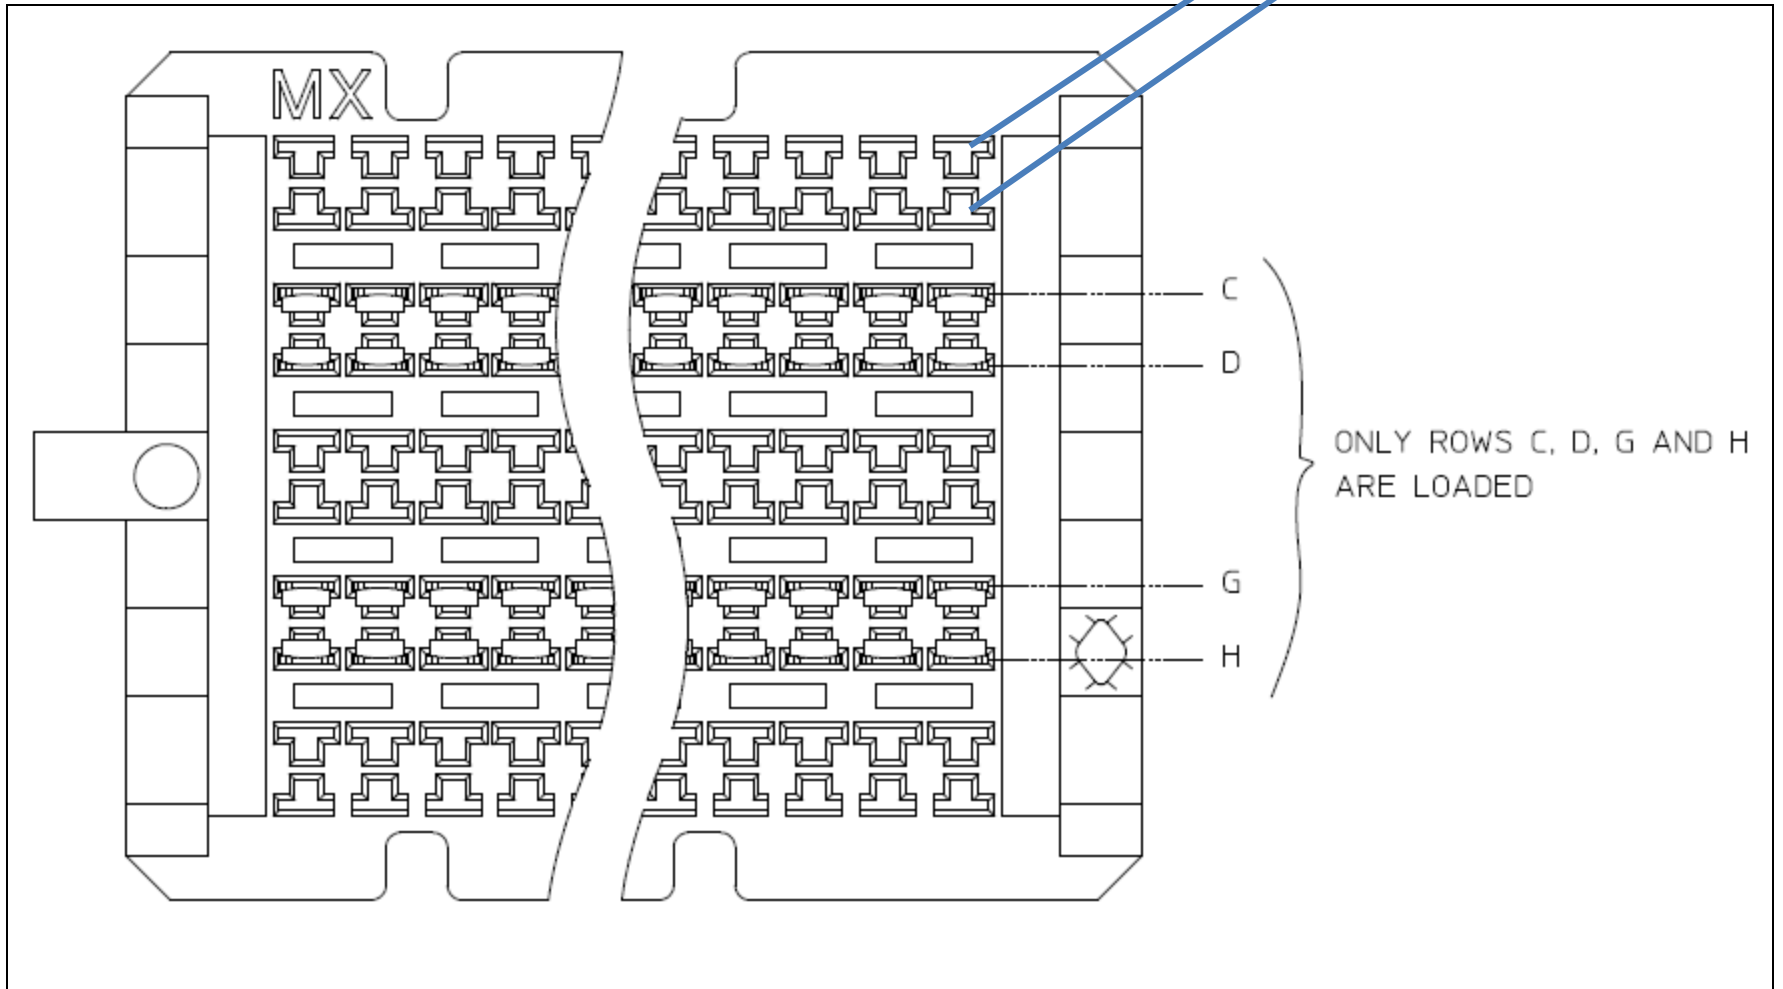 MX
C
D
ONLY ROWS C, D, G AND H
ARE LOADED
G
H